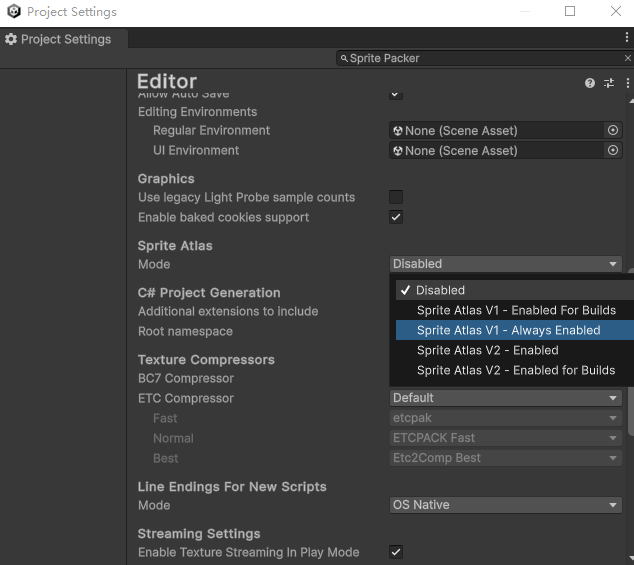 Project Settings
Project Settings
Sprite Packer
Editor
Allow Auto Save
Editing Environments
Regular Environment
None (Scene Asset)
UI Environment
None (Scene Asset)
Graphics
Use legacy Light Probe sample counts
Enable baked cookies support
Sprite Atlas
Mode
Disabled
Disabled
Sprite Atlas V1 - Enabled For Builds
Sprite Atlas V1 - Always Enabled
Sprite Atlas V2 - Enabled
Sprite Atlas V2 - Enabled for Builds
C# Project Generation
Additional extensions to include
Root namespace
Texture Compressors
BC7 Compressor
ETC Compressor
Default
Fast
etcpak
Normal
ETCPACK Fast
Best
Etc2Comp Best
Line Endings For New Scripts
Mode
OS Native
Streaming Settings
Enable Texture Streaming In Play Mode